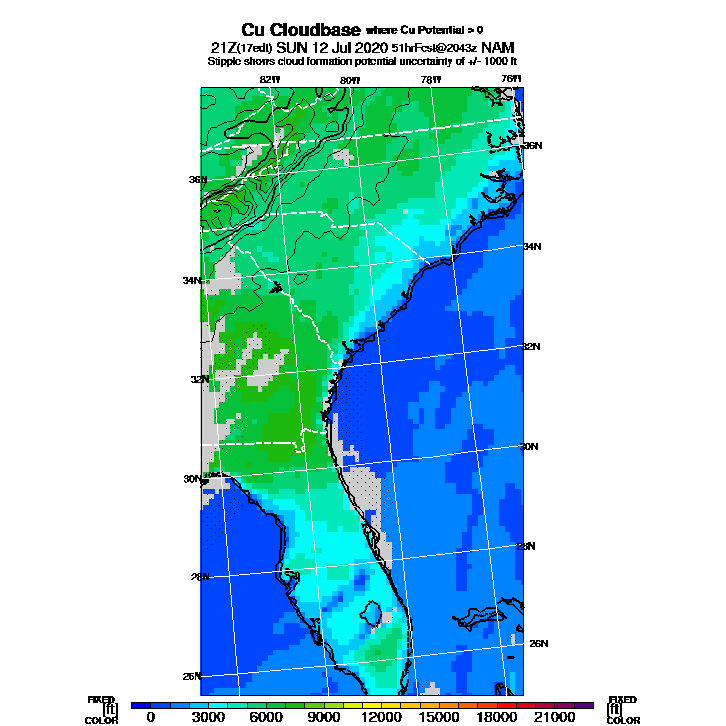 Cu Cloudbase where Cu Potential > 0
21Z(17edt) SUN 12 Jul 2020 51hrFcst@2043z NAM
Stipple shows cloud formation potential uncertainty of +/- 1000 ft
82W 80W 78W 76W
36N 36N
34N 34N
32N 32N
30N 30N
28N 28N
26N 26N
FIXED FIXED
[ft] [ft]
COLOR COLOR
0 3000 6000 9000 12000 15000 18000 21000